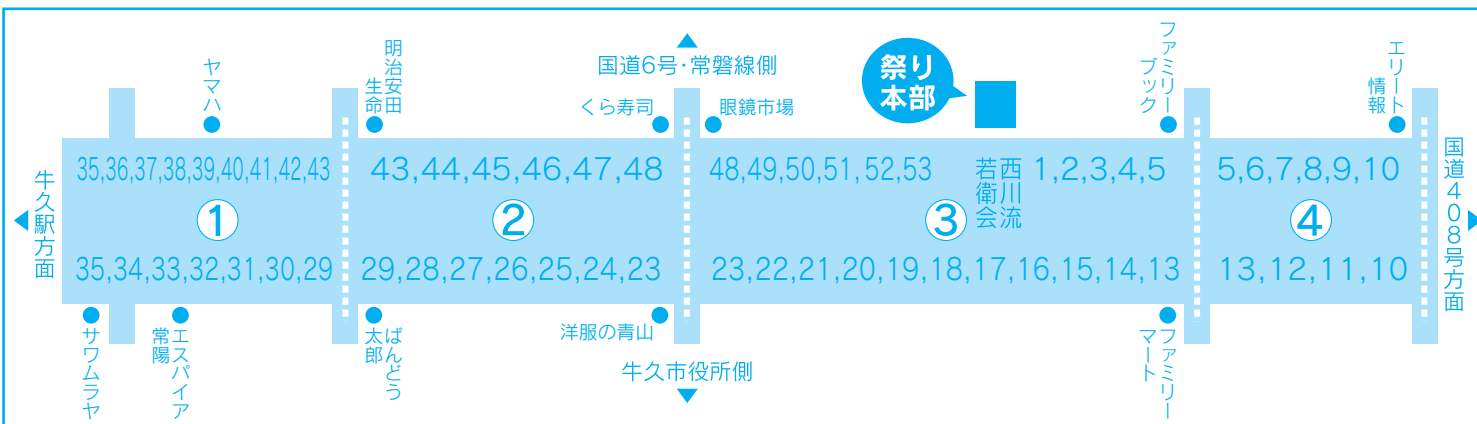 国道6号・常磐線側
祭り
本部
ヤマハ
明治安田
生命
くら寿司
眼鏡市場
ファミリー
ブック
エリート
情報
35,36,37,38,39,40,41,42,43
43,44,45,46,47,48
48,49,50,51,52,53
西川流
若衛会
1,2,3,4,5
5,6,7,8,9,10
牛久駅方面
①
②
③
④
国道408号方面
35,34,33,32,31,30,29
29,28,27,26,25,24,23
23,22,21,20,19,18,17,16,15,14,13
13,12,11,10
サワムラヤ
エスパイア
常陽
ばんどう
太郎
洋服の青山
牛久市役所側
ファミリー
マート